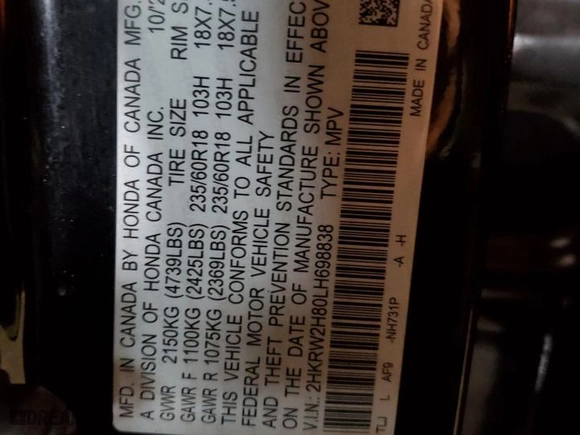 MFD. IN CANADA BY HONDA OF CANADA MFG.
A DIVISION OF HONDA CANADA INC. 10/2
GVWR 2150KG (4739LBS) TIRE SIZE RIM S
GAWR F 1100KG (2425LBS) 235/60R18 103H 18X7.
GAWR R 1075KG (2369LBS) 235/60R18 103H 18X7.
THIS VEHICLE CONFORMS TO ALL APPLICABLE
FEDERAL MOTOR VEHICLE SAFETY
AND THEFT PREVENTION STANDARDS IN EFFEC
ON THE DATE OF MANUFACTURE SHOWN ABOV
V.I.N.: 2HKRW2H80LH698838 TYPE: MPV
TLJ L AF9 -NH731P -A -H
MADE IN CANADA